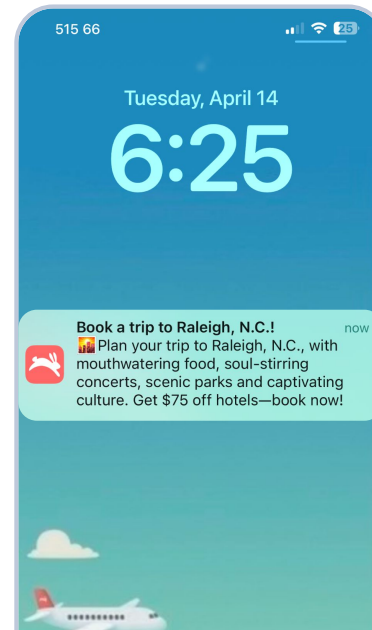 515 66
25
Tuesday, April 14
6:25
Book a trip to Raleigh, N.C.! now
🌇Plan your trip to Raleigh, N.C., with
mouthwatering food, soul-stirring
concerts, scenic parks and captivating
culture. Get $75 off hotels—book now!